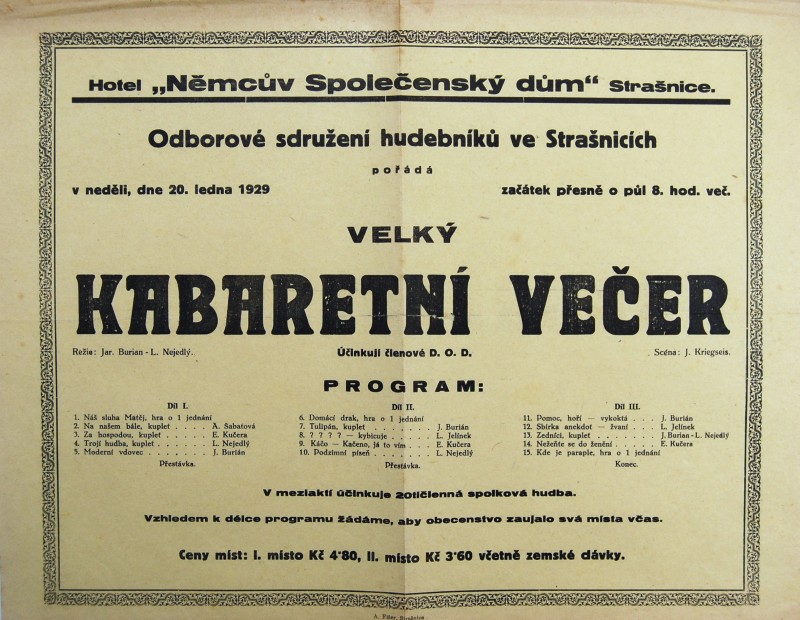 Hotel „Němcův Společenský dům“ Strašnice.
Odborové sdružení hudebníků ve Strašnicích
pořádá
v neděli, dne 20. ledna 1929 začátek přesně o půl 8. hod. več.
VELKÝ
KABARETNÍ VEČER
Režie: Jar. Burian - L. Nejedlý. Účinkují členové D. O. D. Scéna: J. Kriegseis.
PROGRAM:
Díl I.
1. Náš sluha Matěj, hra o 1 jednání
2. Na našem bále, kuplet . . . . A. Sabatová
3. Za hospodou, kuplet . . . . . E. Kučera
4. Trojí hudba, kuplet . . . . . L. Nejedlý
5. Moderní vdovec . . . . . . J. Burián
Přestávka.
Díl II.
6. Domácí drak, hra o 1 jednání
7. Tulipán, kuplet . . . . . . . J. Burián
8. ? ? ? ? — kybicuje . . . . . L. Jelínek
9. Káčo — Kačeno, já to vím . . . E. Kučera
10. Podzimní píseň . . . . . . L. Nejedlý
Přestávka.
Díl III.
11. Pomoc, hoří — vykoktá . . . J. Burián
12. Sbírka anekdot — žvaní . . . . L. Jelínek
13. Zedníci, kuplet . . . . . . J. Burian - L. Nejedlý
14. Nežeňte se do ženění . . . . E. Kučera
15. Kde je paraple, hra o 1 jednání
Konec.
V meziaktí účinkuje 20tičlenná spolková hudba.
Vzhledem k délce programu žádáme, aby obecenstvo zaujalo svá místa včas.
Ceny míst: I. místo Kč 4·80, II. místo Kč 3·60 včetně zemské dávky.
Strašnice